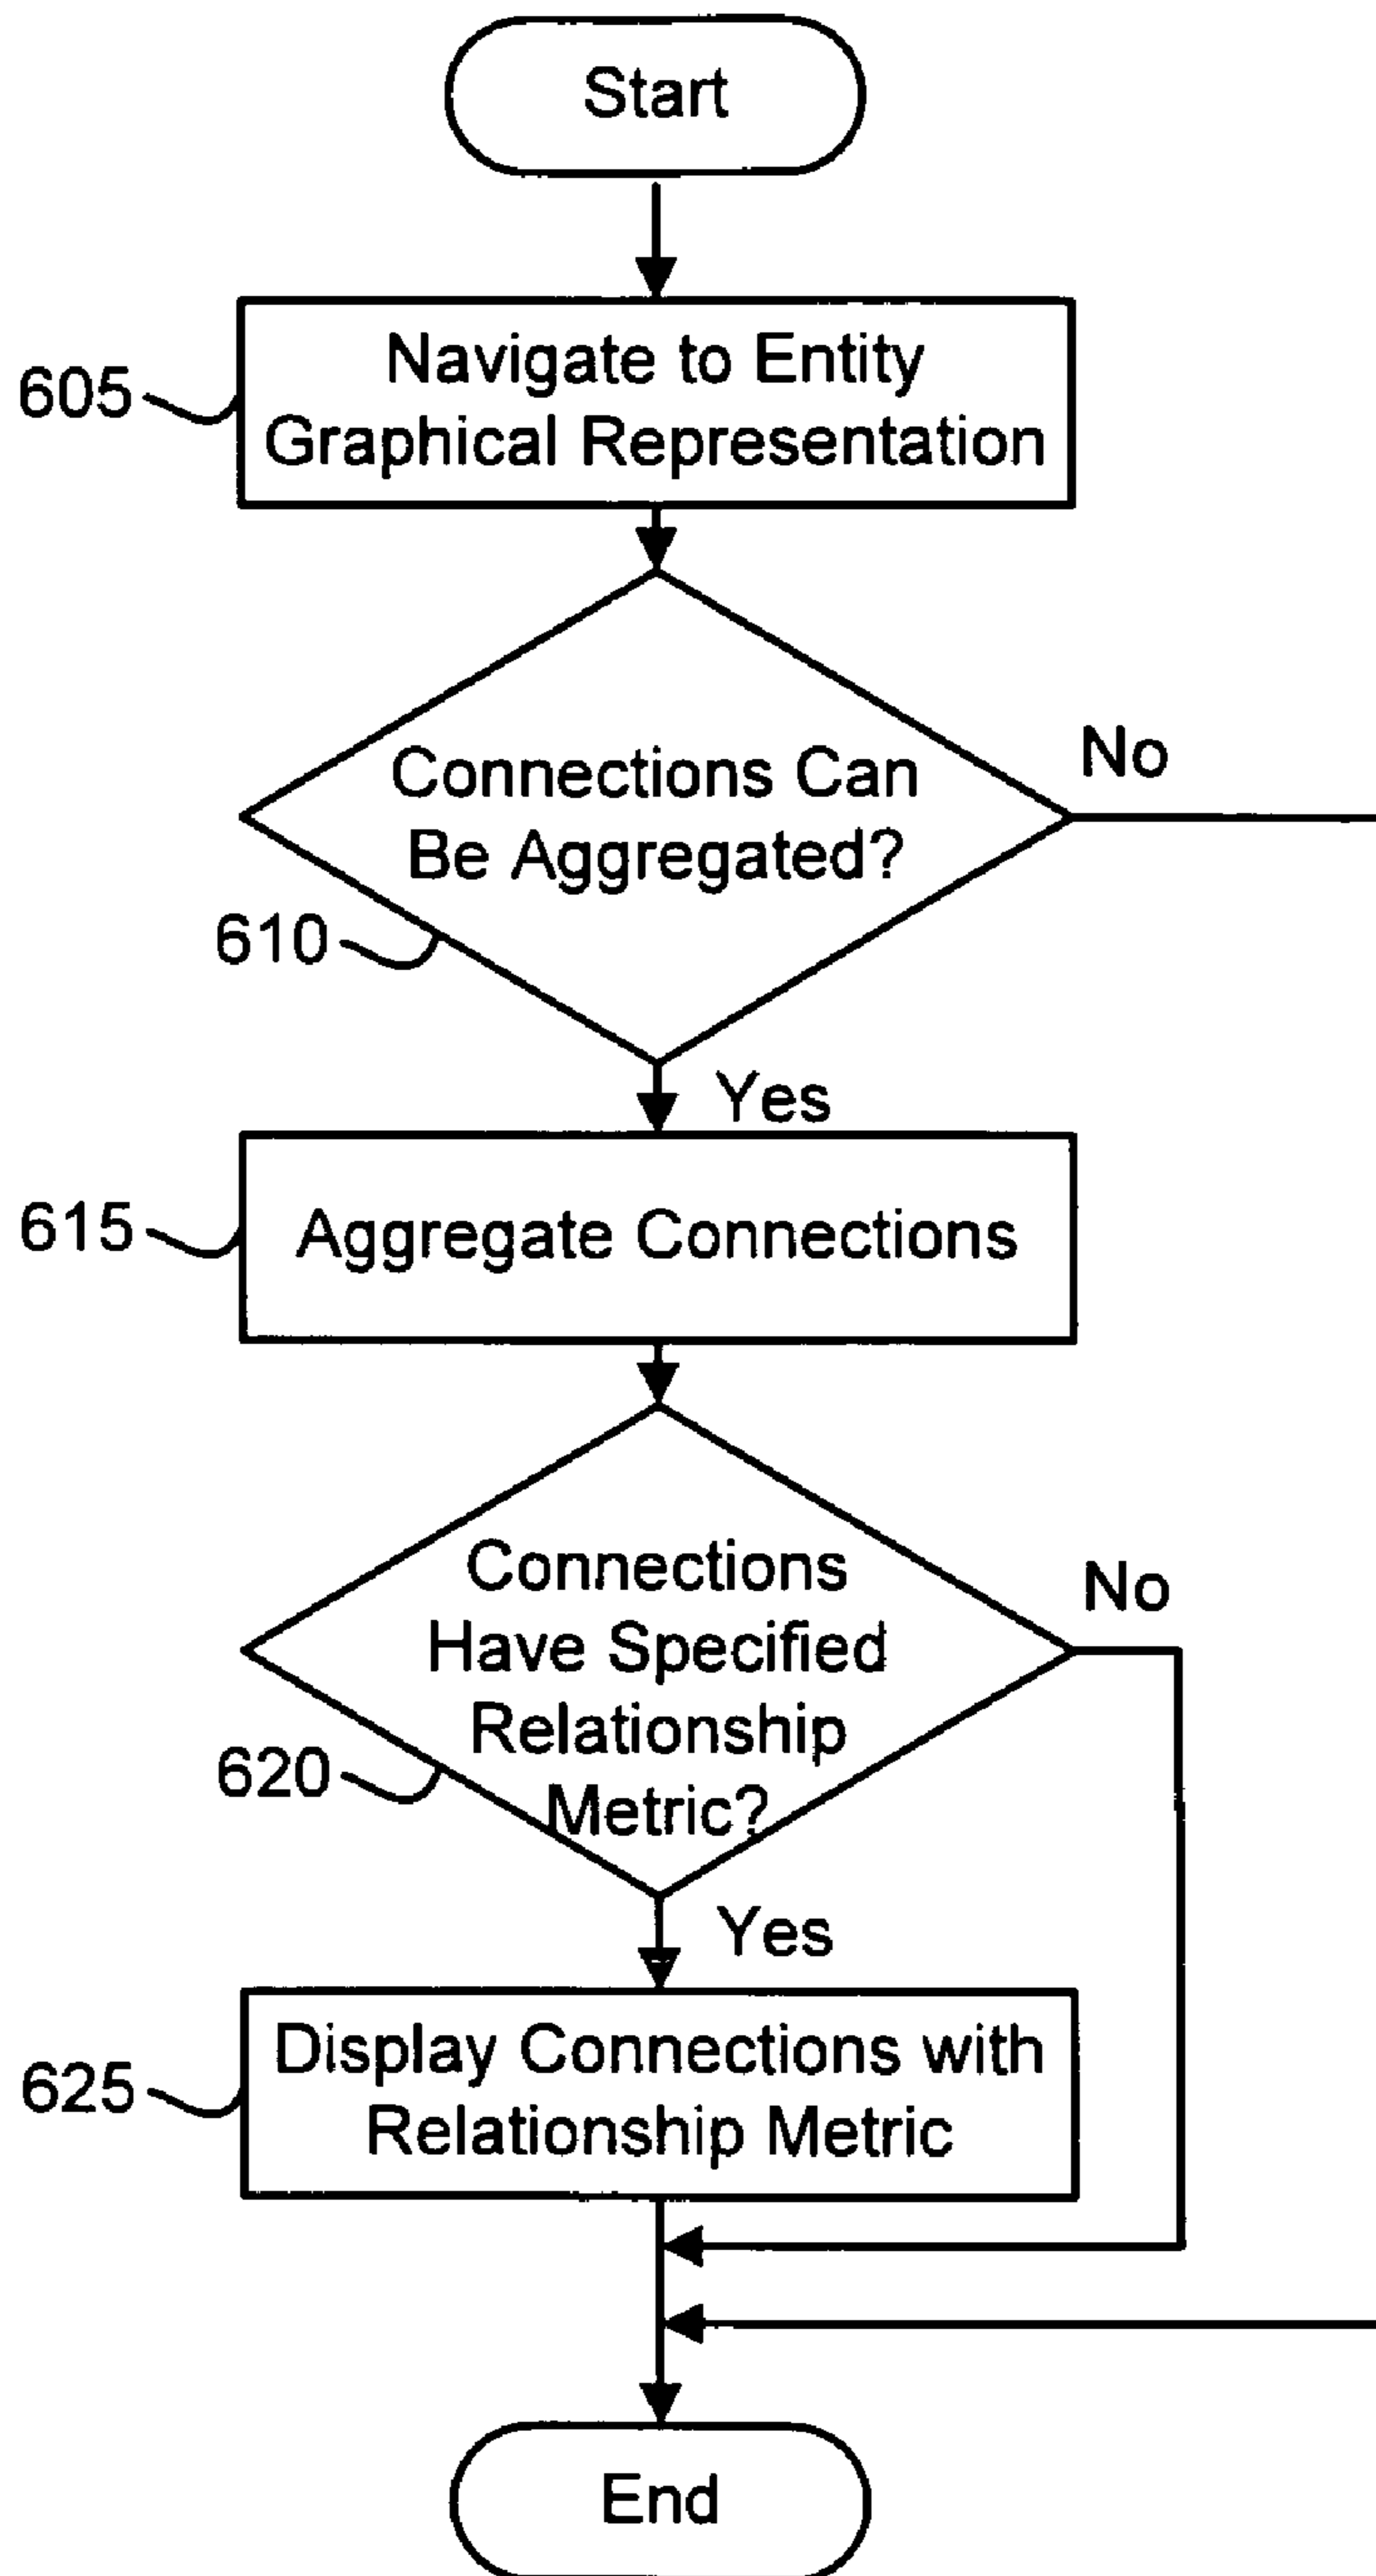 Start
605
Navigate to Entity
Graphical Representation
Connections Can
Be Aggregated?
No
610
Yes
615
Aggregate Connections
Connections
Have Specified
Relationship
Metric?
No
620
Yes
625
Display Connections with
Relationship Metric
End